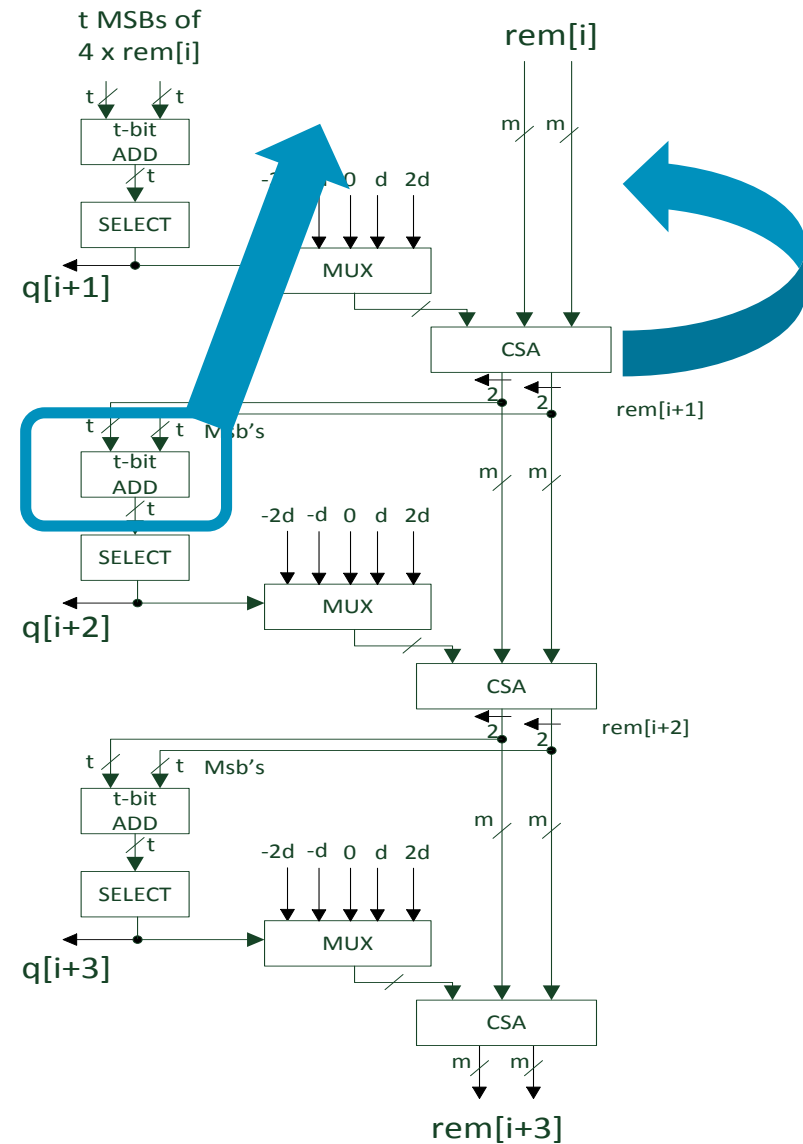 t MSBs of
4 x rem[i]
rem[i]
t t
m m
t-bit
ADD
t
-2d 0 d 2d
SELECT
MUX
q[i+1]
CSA
2 2
rem[i+1]
t t Msb's
t-bit
ADD
m m
t
-2d -d 0 d 2d
SELECT
MUX
q[i+2]
CSA
2 2
rem[i+2]
t t Msb's
t-bit
ADD
m m
t
-2d -d 0 d 2d
SELECT
MUX
q[i+3]
CSA
m m
rem[i+3]